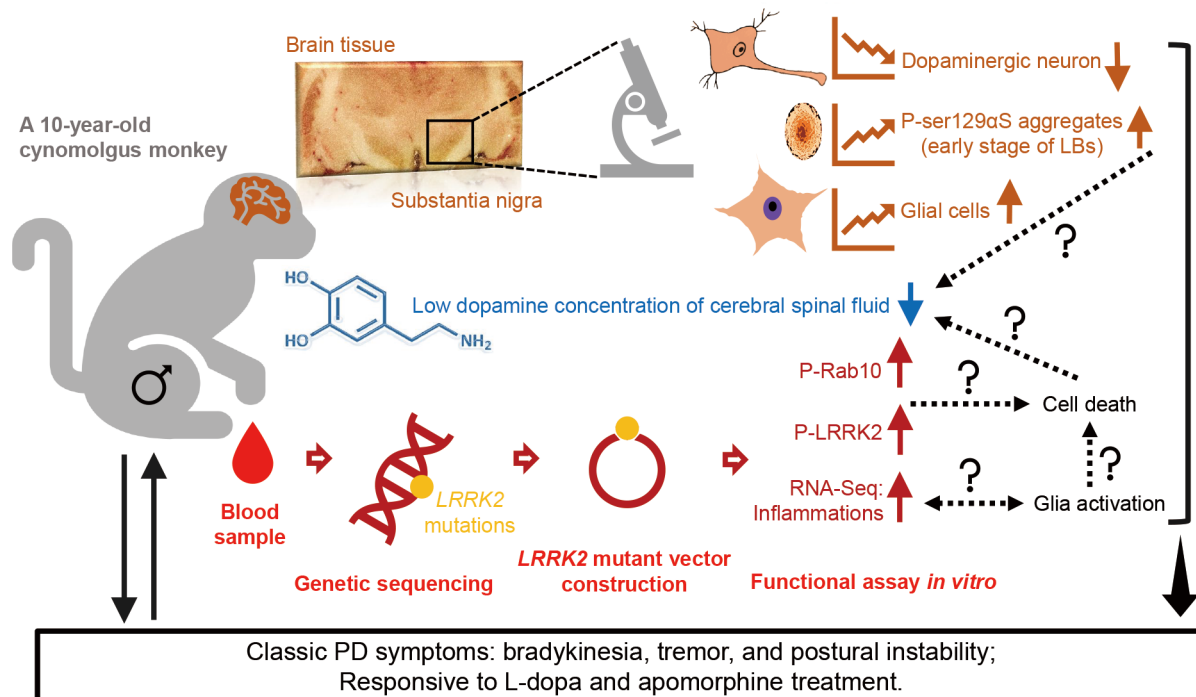 Brain tissue
A 10-year-old
cynomolgus monkey
Substantia nigra
Dopaminergic neuron
P-ser129αS aggregates
(early stage of LBs)
Glial cells
?
HO
HO
NH₂
Low dopamine concentration of cerebral spinal fluid
?
P-Rab10
?
Cell death
P-LRRK2
?
RNA-Seq:
Inflammations
?
Glia activation
Blood
sample
LRRK2
mutations
Genetic sequencing
LRRK2 mutant vector
construction
Functional assay in vitro
Classic PD symptoms: bradykinesia, tremor, and postural instability;
Responsive to L-dopa and apomorphine treatment.